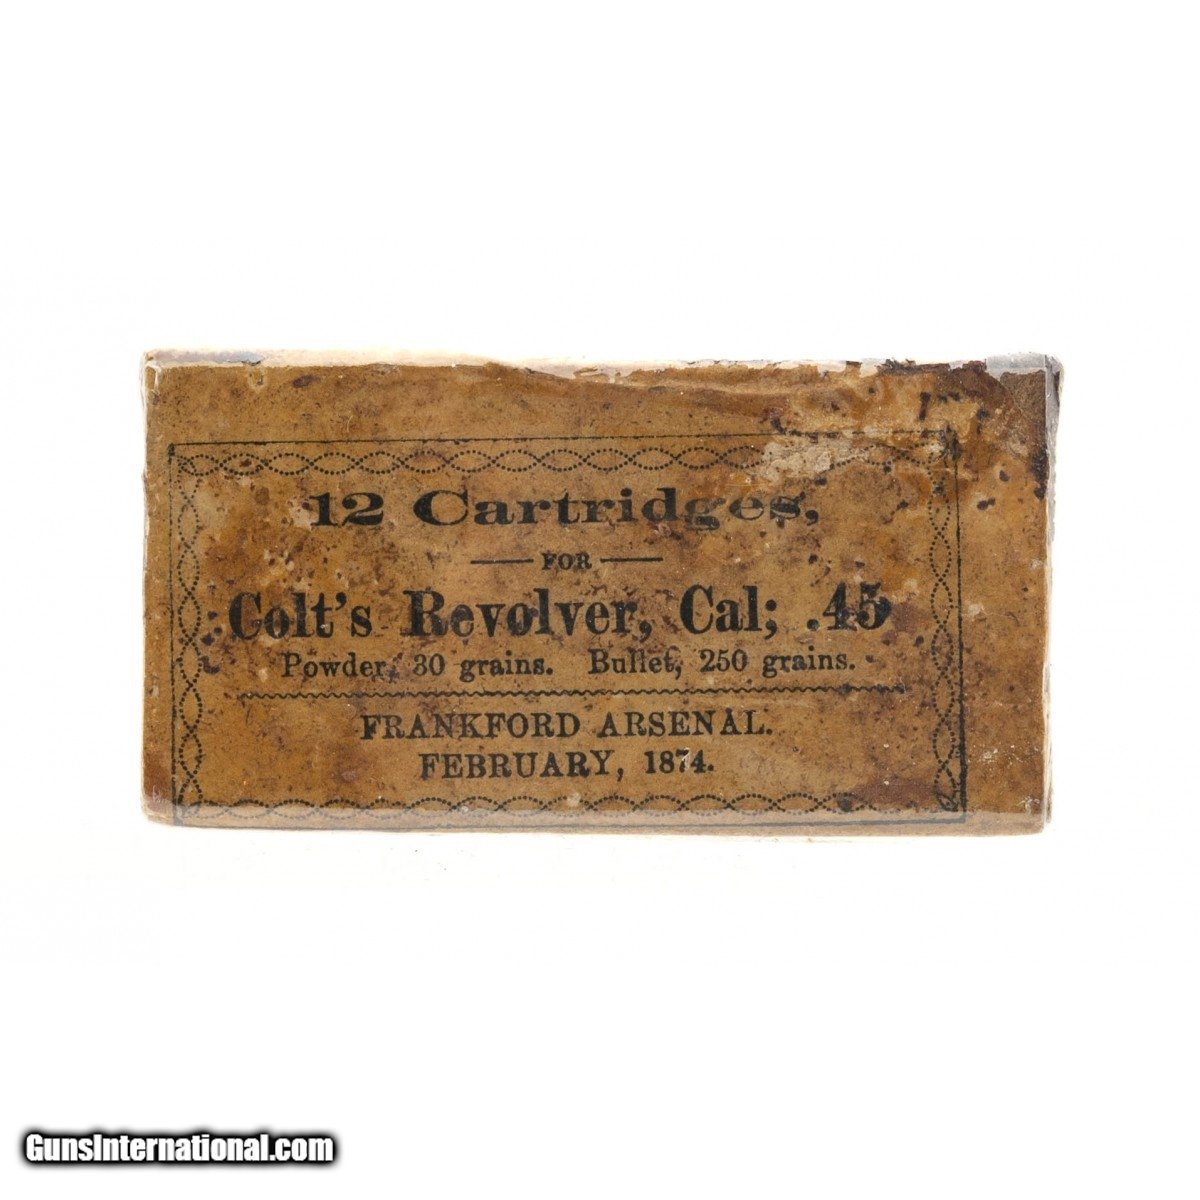 12 Cartridges,
FOR
Colt's Revolver, Cal; .45
Powder, 30 grains. Bullet, 250 grains.
FRANKFORD ARSENAL.
FEBRUARY, 1874.
GunsInternational.com